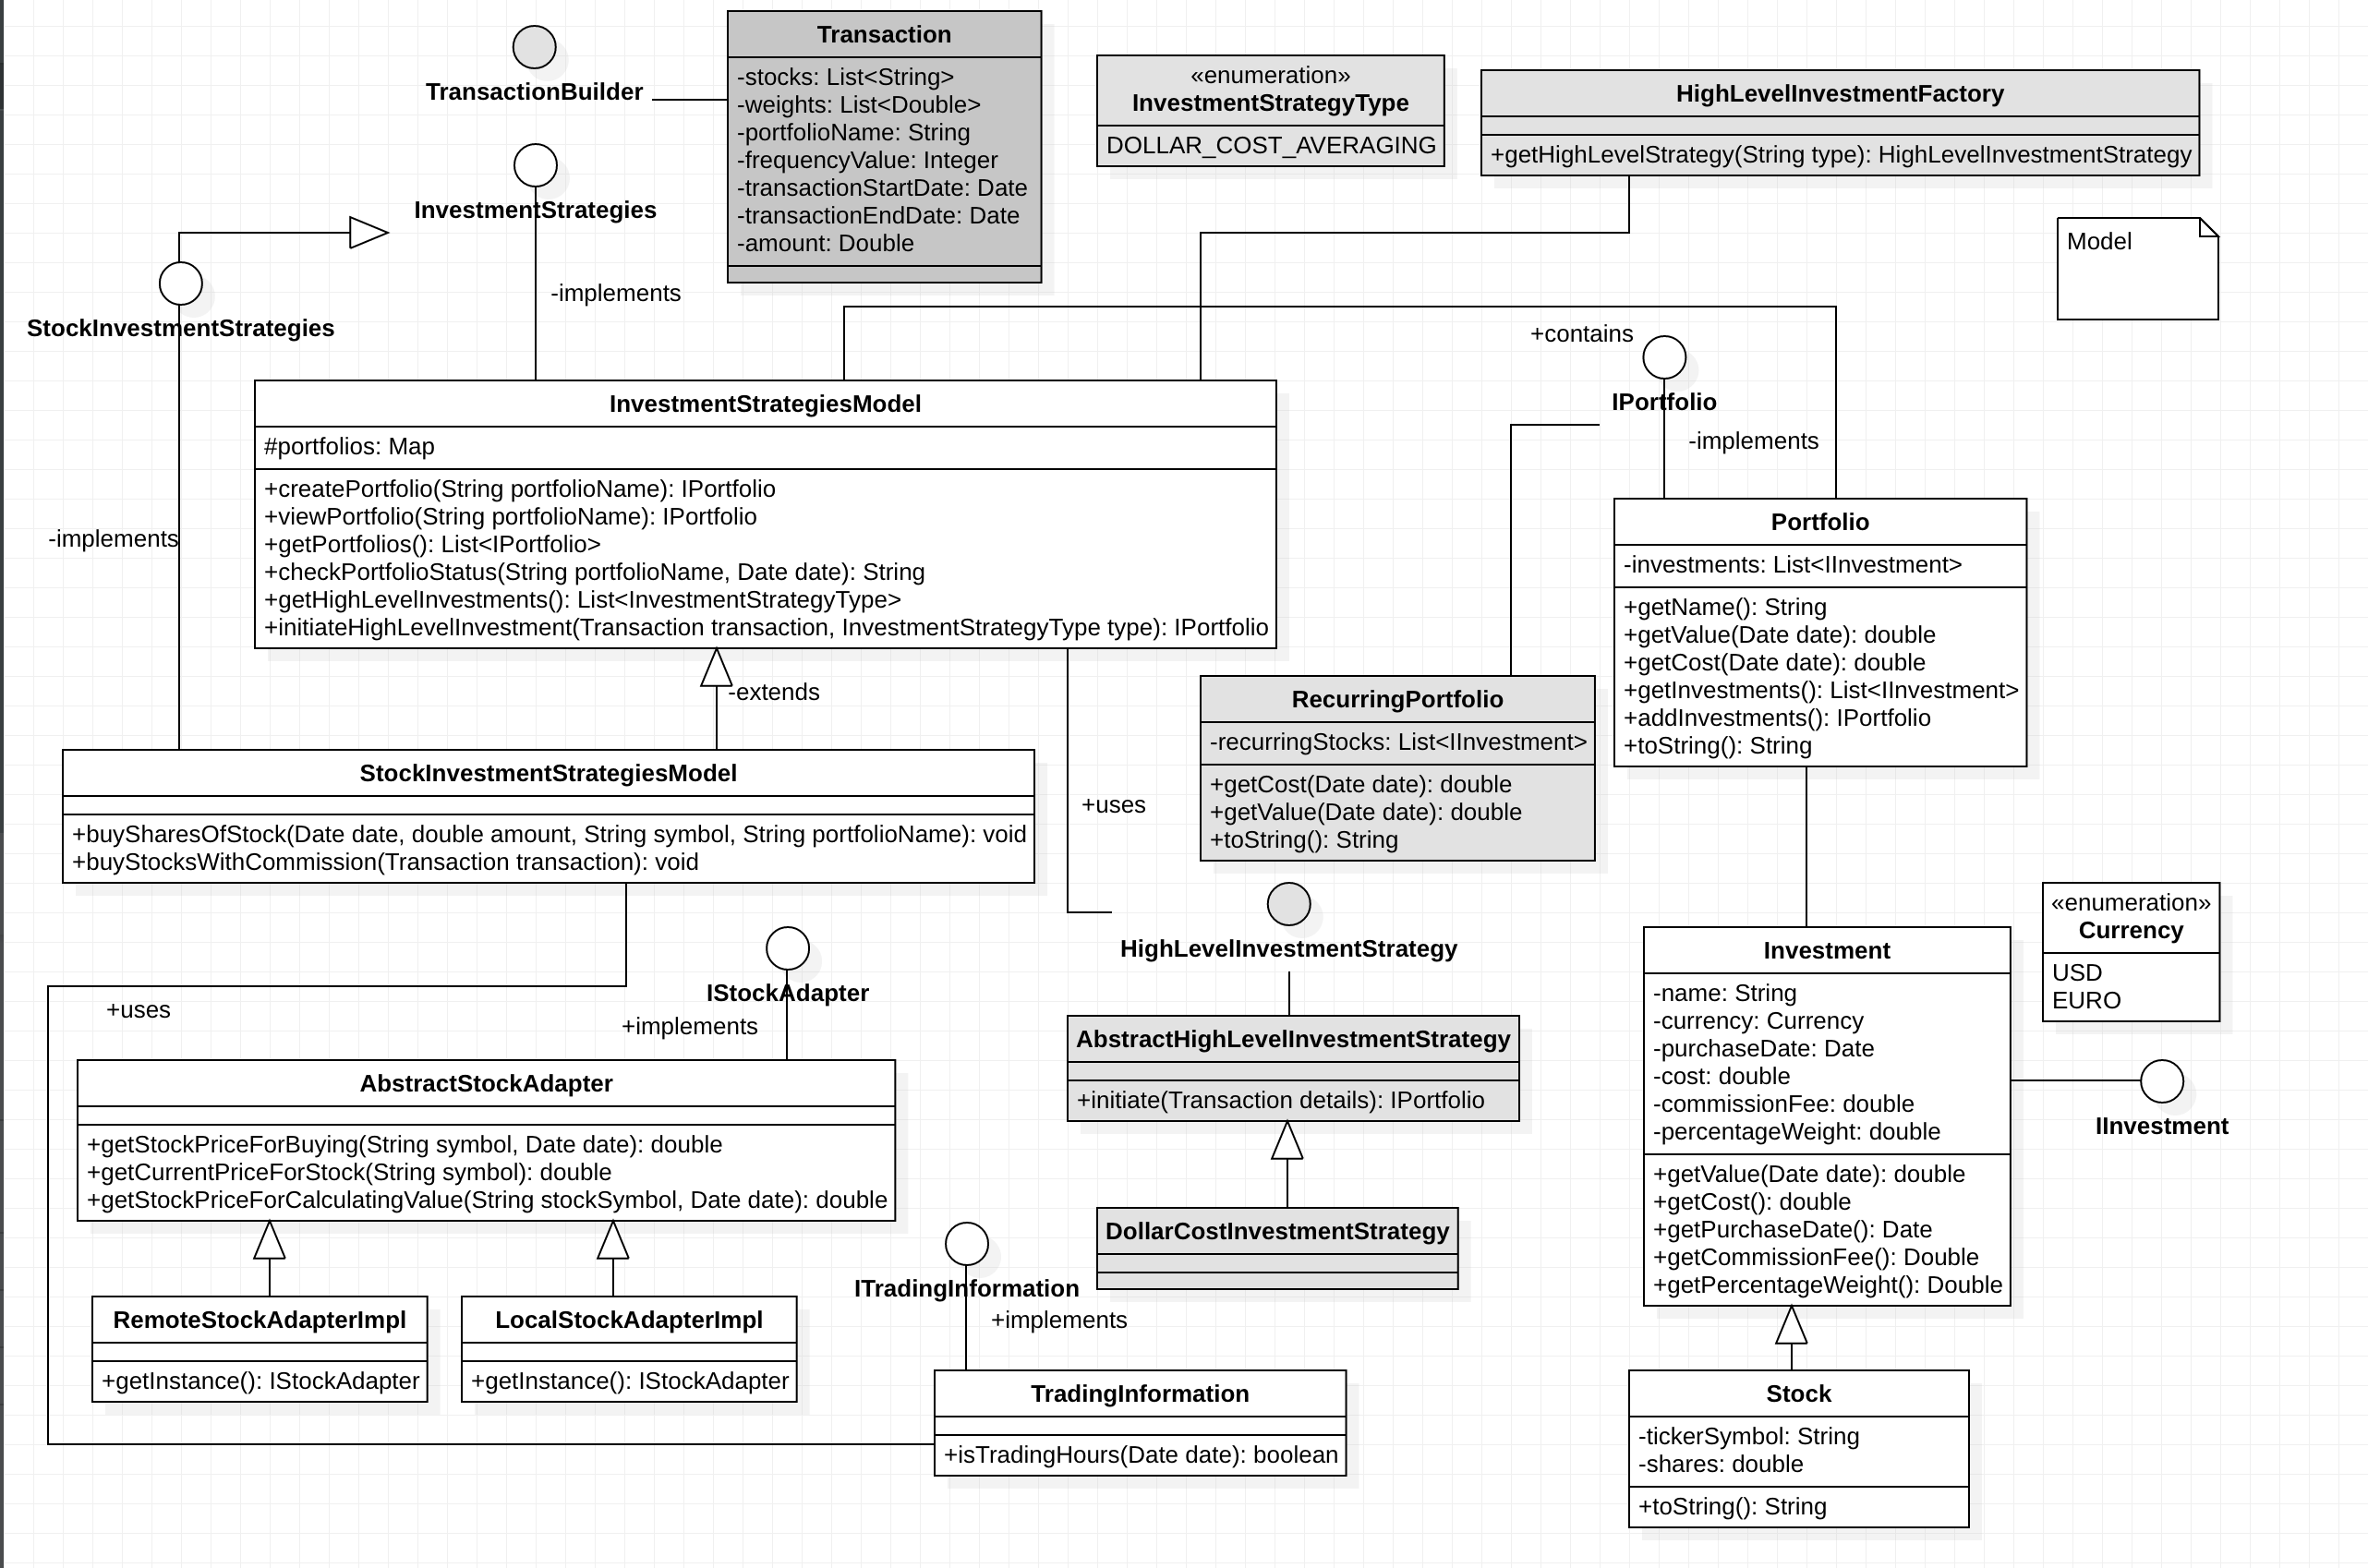 TransactionBuilder
Transaction
-stocks: List<String>
-weights: List<Double>
-portfolioName: String
-frequencyValue: Integer
-transactionStartDate: Date
-transactionEndDate: Date
-amount: Double
«enumeration»
InvestmentStrategyType
DOLLAR_COST_AVERAGING
HighLevelInvestmentFactory
+getHighLevelStrategy(String type): HighLevelInvestmentStrategy
Model
InvestmentStrategies
-implements
StockInvestmentStrategies
-implements
+contains
IPortfolio
-implements
InvestmentStrategiesModel
#portfolios: Map
+createPortfolio(String portfolioName): IPortfolio
+viewPortfolio(String portfolioName): IPortfolio
+getPortfolios(): List<IPortfolio>
+checkPortfolioStatus(String portfolioName, Date date): String
+getHighLevelInvestments(): List<InvestmentStrategyType>
+initiateHighLevelInvestment(Transaction transaction, InvestmentStrategyType type): IPortfolio
-extends
Portfolio
-investments: List<IInvestment>
+getName(): String
+getValue(Date date): double
+getCost(Date date): double
+getInvestments(): List<IInvestment>
+addInvestments(): IPortfolio
+toString(): String
RecurringPortfolio
-recurringStocks: List<IInvestment>
+getCost(Date date): double
+getValue(Date date): double
+toString(): String
StockInvestmentStrategiesModel
+buySharesOfStock(Date date, double amount, String symbol, String portfolioName): void
+buyStocksWithCommission(Transaction transaction): void
+uses
+uses
IStockAdapter
+implements
HighLevelInvestmentStrategy
AbstractHighLevelInvestmentStrategy
+initiate(Transaction details): IPortfolio
DollarCostInvestmentStrategy
AbstractStockAdapter
+getStockPriceForBuying(String symbol, Date date): double
+getCurrentPriceForStock(String symbol): double
+getStockPriceForCalculatingValue(String stockSymbol, Date date): double
RemoteStockAdapterImpl
+getInstance(): IStockAdapter
LocalStockAdapterImpl
+getInstance(): IStockAdapter
ITradingInformation
+implements
TradingInformation
+isTradingHours(Date date): boolean
Investment
-name: String
-currency: Currency
-purchaseDate: Date
-cost: double
-commissionFee: double
-percentageWeight: double
+getValue(Date date): double
+getCost(): double
+getPurchaseDate(): Date
+getCommissionFee(): Double
+getPercentageWeight(): Double
«enumeration»
Currency
USD
EURO
IInvestment
Stock
-tickerSymbol: String
-shares: double
+toString(): String